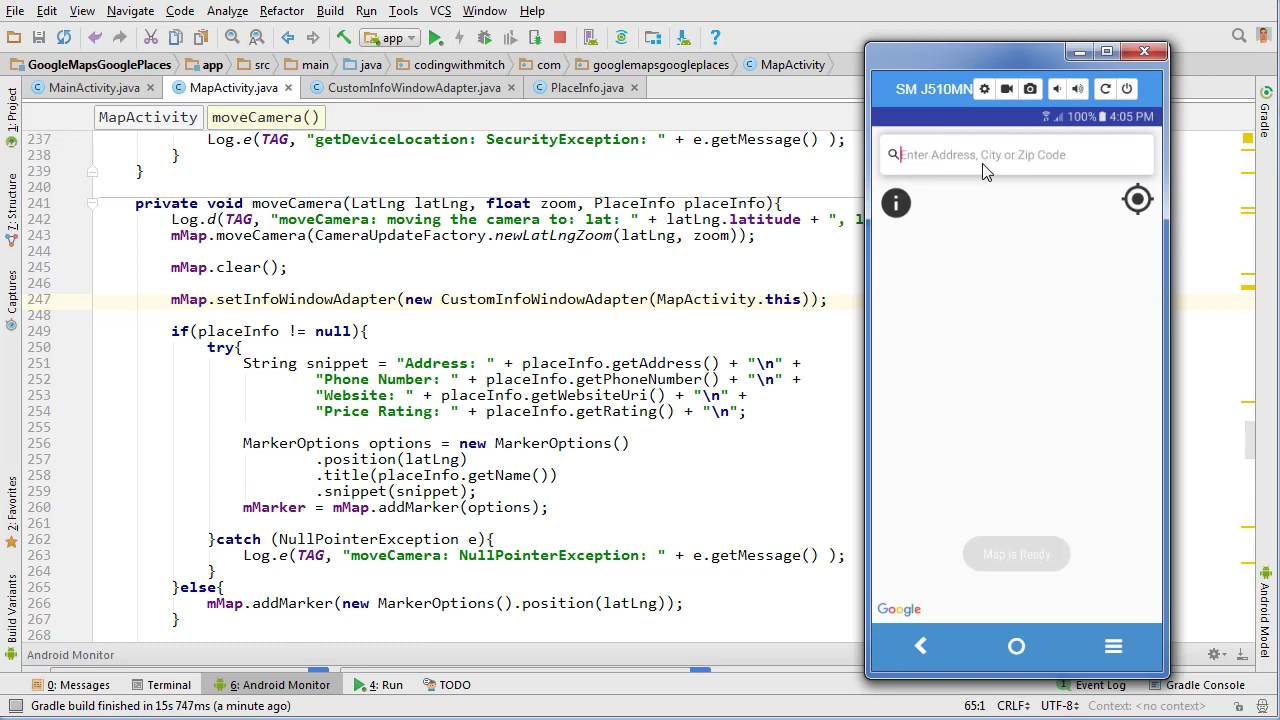 File Edit View Navigate Code Analyze Refactor Build Run Tools VCS Window Help
app
GoogleMapsGooglePlaces app src main java codingwithmitch com googlemapsgoogleplaces MapActivity
MainActivity.java MapActivity.java CustomInfoWindowAdapter.java PlaceInfo.java
MapActivity moveCamera()
1: Project
7: Structure
Captures
2: Favorites
Build Variants
237 Log.e(TAG, "getDeviceLocation: SecurityException: " + e.getMessage() );
238 }
239 }
240
241 private void moveCamera(LatLng latLng, float zoom, PlaceInfo placeInfo){
242 Log.d(TAG, "moveCamera: moving the camera to: lat: " + latLng.latitude + ", l
243 mMap.moveCamera(CameraUpdateFactory.newLatLngZoom(latLng, zoom));
244
245 mMap.clear();
246
247 mMap.setInfoWindowAdapter(new CustomInfoWindowAdapter(MapActivity.this));
248
249 if(placeInfo != null){
250 try{
251 String snippet = "Address: " + placeInfo.getAddress() + "\n" +
252 "Phone Number: " + placeInfo.getPhoneNumber() + "\n" +
253 "Website: " + placeInfo.getWebsiteUri() + "\n" +
254 "Price Rating: " + placeInfo.getRating() + "\n";
255
256 MarkerOptions options = new MarkerOptions()
257 .position(latLng)
258 .title(placeInfo.getName())
259 .snippet(snippet);
260 mMarker = mMap.addMarker(options);
261
262 }catch (NullPointerException e){
263 Log.e(TAG, "moveCamera: NullPointerException: " + e.getMessage() );
264 }
265 }else{
266 mMap.addMarker(new MarkerOptions().position(latLng));
267 }
268
SM J510MN
100% 4:05 PM
Enter Address, City or Zip Code
Map is Ready
Google
Gradle
Android Model
Android Monitor
0: Messages Terminal 6: Android Monitor 4: Run TODO Event Log Gradle Console
Gradle build finished in 15s 747ms (a minute ago) 65:1 CRLF÷ UTF-8÷ Context: <no context>